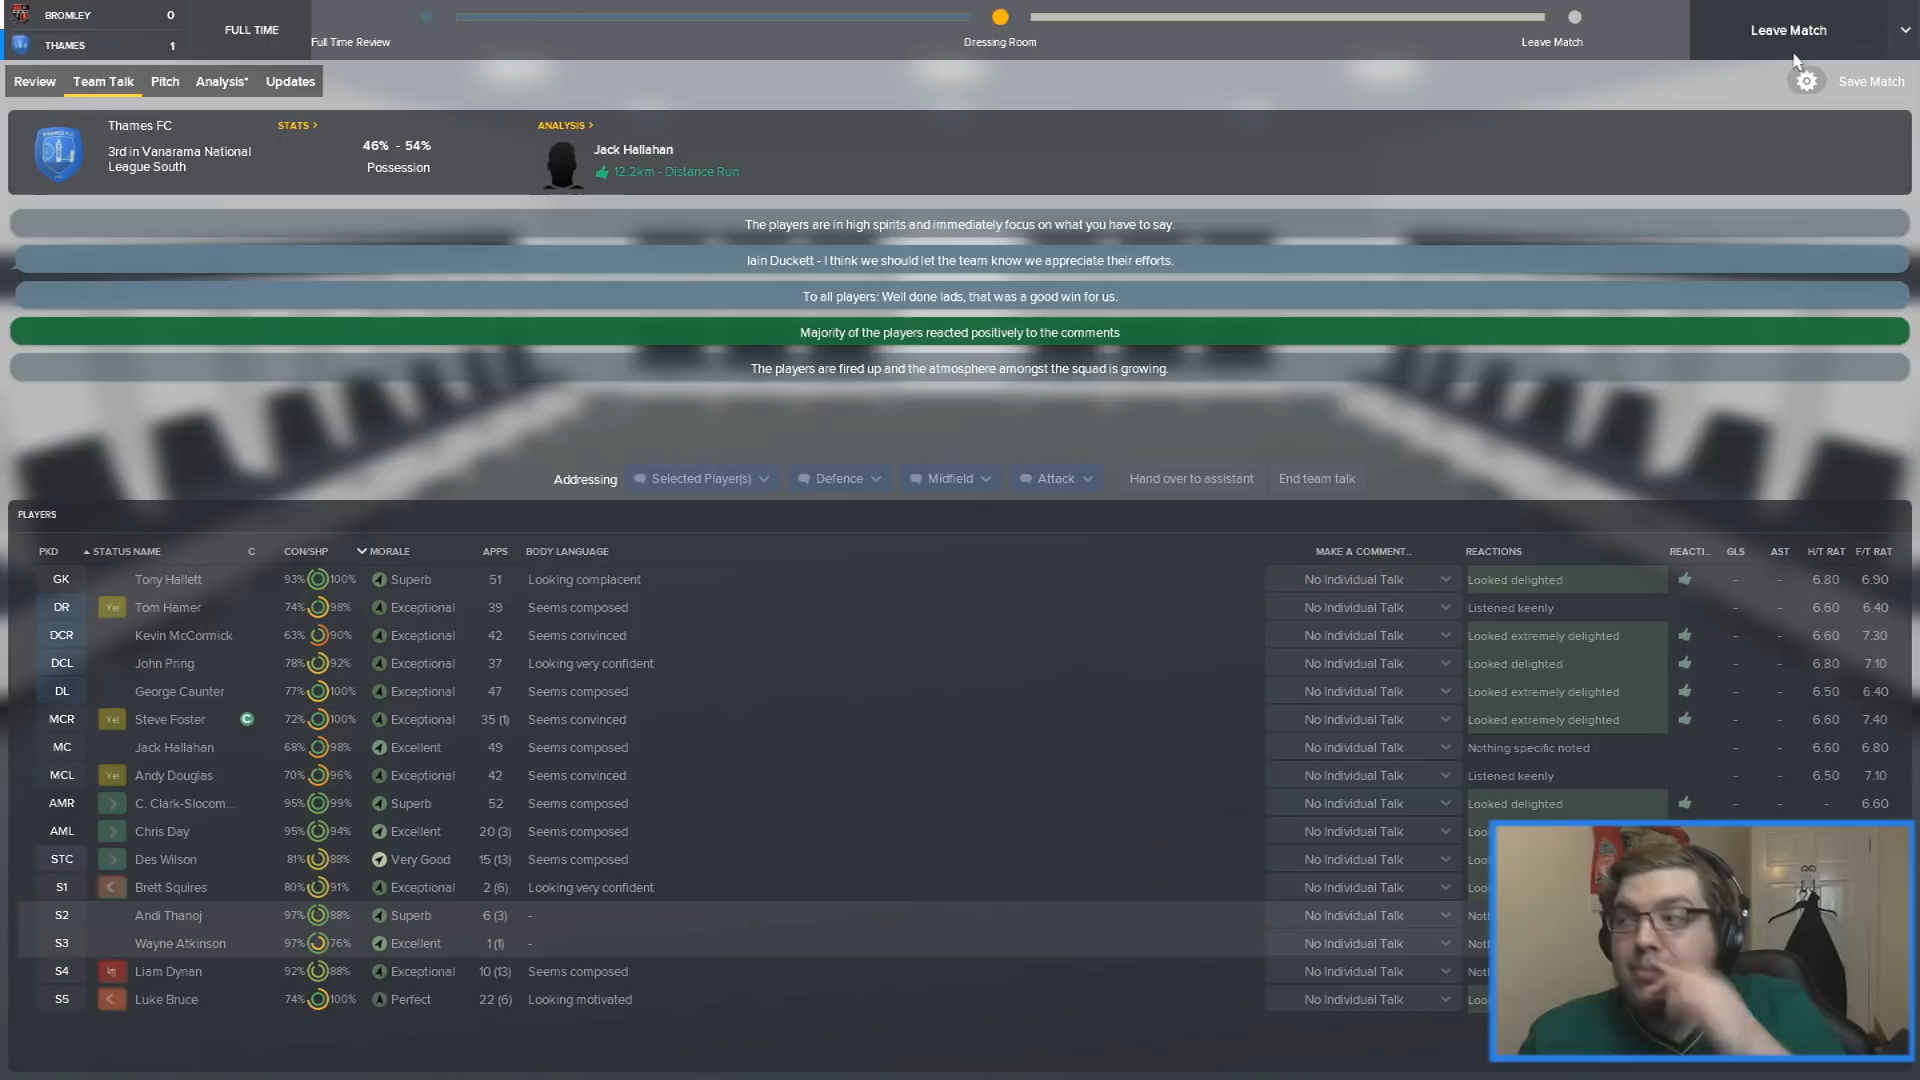 BROMLEY 0
THAMES 1
FULL TIME
Full Time Review
Dressing Room
Leave Match
Leave Match
Review Team Talk Pitch Analysis* Updates
Save Match
Thames FC
3rd in Vanarama National
League South
STATS >
46% - 54%
Possession
ANALYSIS >
Jack Hallahan
12.2km - Distance Run
The players are in high spirits and immediately focus on what you have to say.
Iain Duckett - I think we should let the team know we appreciate their efforts.
To all players: Well done lads, that was a good win for us.
Majority of the players reacted positively to the comments
The players are fired up and the atmosphere amongst the squad is growing.
Addressing Selected Player(s) Defence Midfield Attack Hand over to assistant End team talk
PLAYERS
PKD STATUS NAME C CON/SHP MORALE APPS BODY LANGUAGE MAKE A COMMENT... REACTIONS REACTI... GLS AST H/T RAT F/T RAT
GK Tony Hallett 93% 100% Superb 51 Looking complacent No Individual Talk Looked delighted - - 6.80 6.90
DR Yel Tom Hamer 74% 98% Exceptional 39 Seems composed No Individual Talk Listened keenly - - 6.60 6.40
DCR Kevin McCormick 63% 90% Exceptional 42 Seems convinced No Individual Talk Looked extremely delighted - - 6.60 7.30
DCL John Pring 78% 92% Exceptional 37 Looking very confident No Individual Talk Looked delighted - - 6.80 7.10
DL George Caunter 77% 100% Exceptional 47 Seems composed No Individual Talk Looked extremely delighted - - 6.50 6.40
MCR Yel Steve Foster C 72% 100% Exceptional 35 (1) Seems convinced No Individual Talk Looked extremely delighted - - 6.60 7.40
MC Jack Hallahan 68% 98% Excellent 49 Seems composed No Individual Talk Nothing specific noted - - 6.60 6.80
MCL Yel Andy Douglas 70% 96% Exceptional 42 Seems convinced No Individual Talk Listened keenly - - 6.50 7.10
AMR C. Clark-Slocom... 95% 99% Superb 52 Seems composed No Individual Talk Looked delighted - - - 6.60
AML Chris Day 95% 94% Excellent 20 (3) Seems composed No Individual Talk Loo
STC Des Wilson 81% 88% Very Good 15 (13) Seems composed No Individual Talk Loo
S1 Brett Squires 80% 91% Exceptional 2 (6) Looking very confident No Individual Talk Loo
S2 Andi Thanoj 97% 88% Superb 6 (3) - No Individual Talk Not
S3 Wayne Atkinson 97% 76% Excellent 1 (1) - No Individual Talk Not
S4 Inj Liam Dynan 92% 88% Exceptional 10 (13) Seems composed No Individual Talk Not
S5 Luke Bruce 74% 100% Perfect 22 (6) Looking motivated No Individual Talk Loo